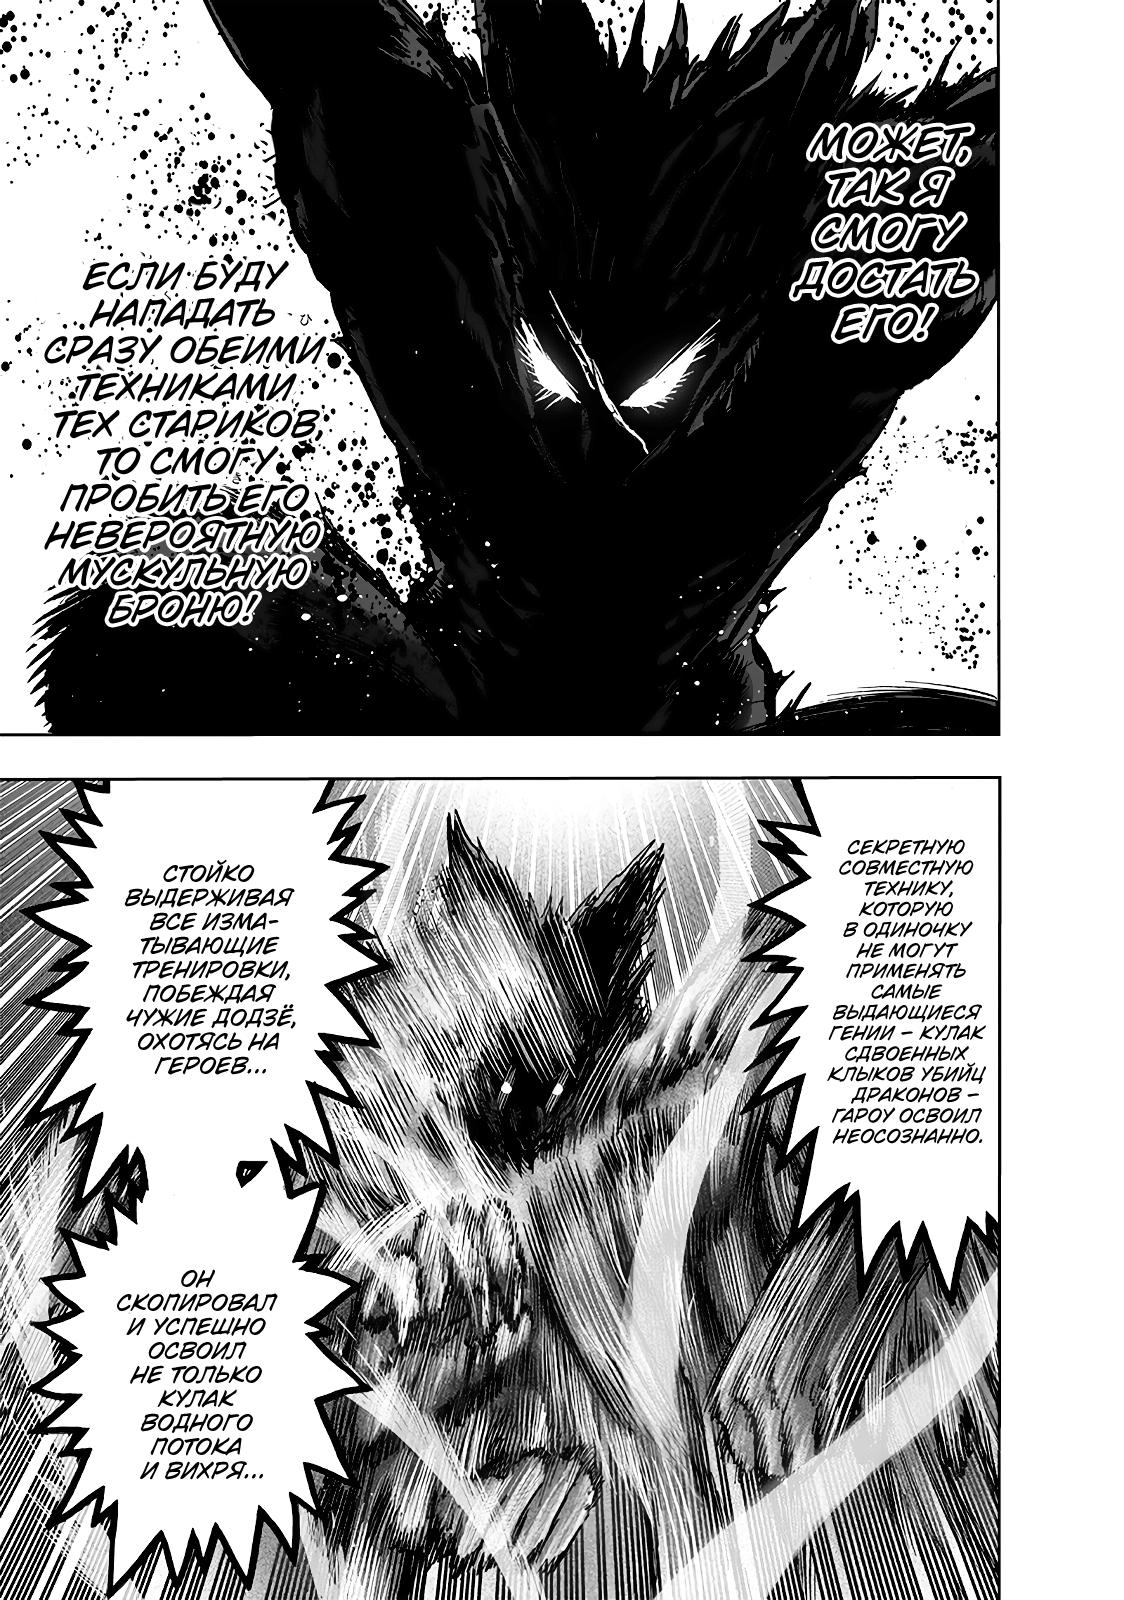 МОЖЕТ,
ТАК Я
СМОГУ
ДОСТАТЬ
ЕГО!
ЕСЛИ БУДУ
НАПАДАТЬ
СРАЗУ ОБЕИМИ
ТЕХНИКАМИ
ТЕХ СТАРИКОВ,
ТО СМОГУ
ПРОБИТЬ ЕГО
НЕВЕРОЯТНУЮ
МУСКУЛЬНУЮ
БРОНЮ!
ひ
СЕКРЕТНУЮ
СОВМЕСТНУЮ
ТЕХНИКУ,
КОТОРУЮ
В ОДИНОЧКУ
НЕ МОГУТ
ПРИМЕНЯТЬ
САМЫЕ
ВЫДАЮЩИЕСЯ
ГЕНИИ – КУЛАК
СДВОЕННЫХ
КЛЫКОВ УБИЙЦ
ДРАКОНОВ –
ГАРОУ ОСВОИЛ
НЕОСОЗНАННО.
СТОЙКО
ВЫДЕРЖИВАЯ
ВСЕ ИЗМА-
ТЫВАЮЩИЕ
ТРЕНИРОВКИ,
ПОБЕЖДАЯ
ЧУЖИЕ ДОДЗЁ,
ОХОТЯСЬ НА
ГЕРОЕВ...
ОН
СКОПИРОВАЛ
И УСПЕШНО
ОСВОИЛ
НЕ ТОЛЬКО
КУЛАК
ВОДНОГО
ПОТОКА
И ВИХРЯ...